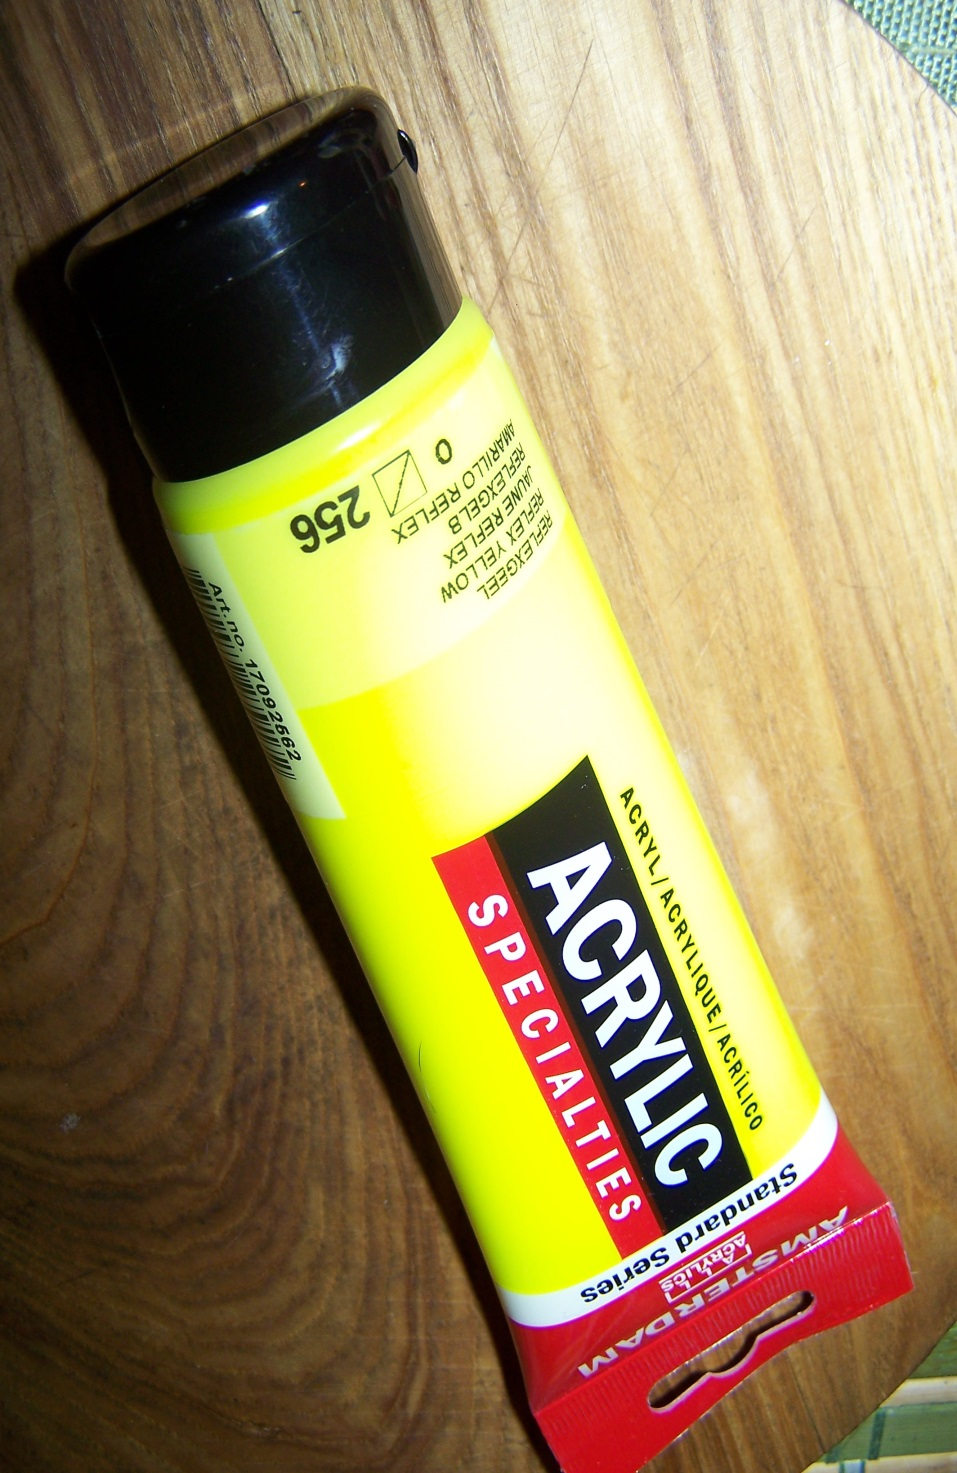 AMSTERDAM
ALL
ACRYLICS
Standard Series
ACRYL/ACRYLIQUE/ACRÍLICO
ACRYLIC
SPECIALTIES
REFLEXGEEL
REFLEX YELLOW
JAUNE REFLEX
REFLEXGELB
AMARILLO REFLEX
256
O
Art.no. 17092562